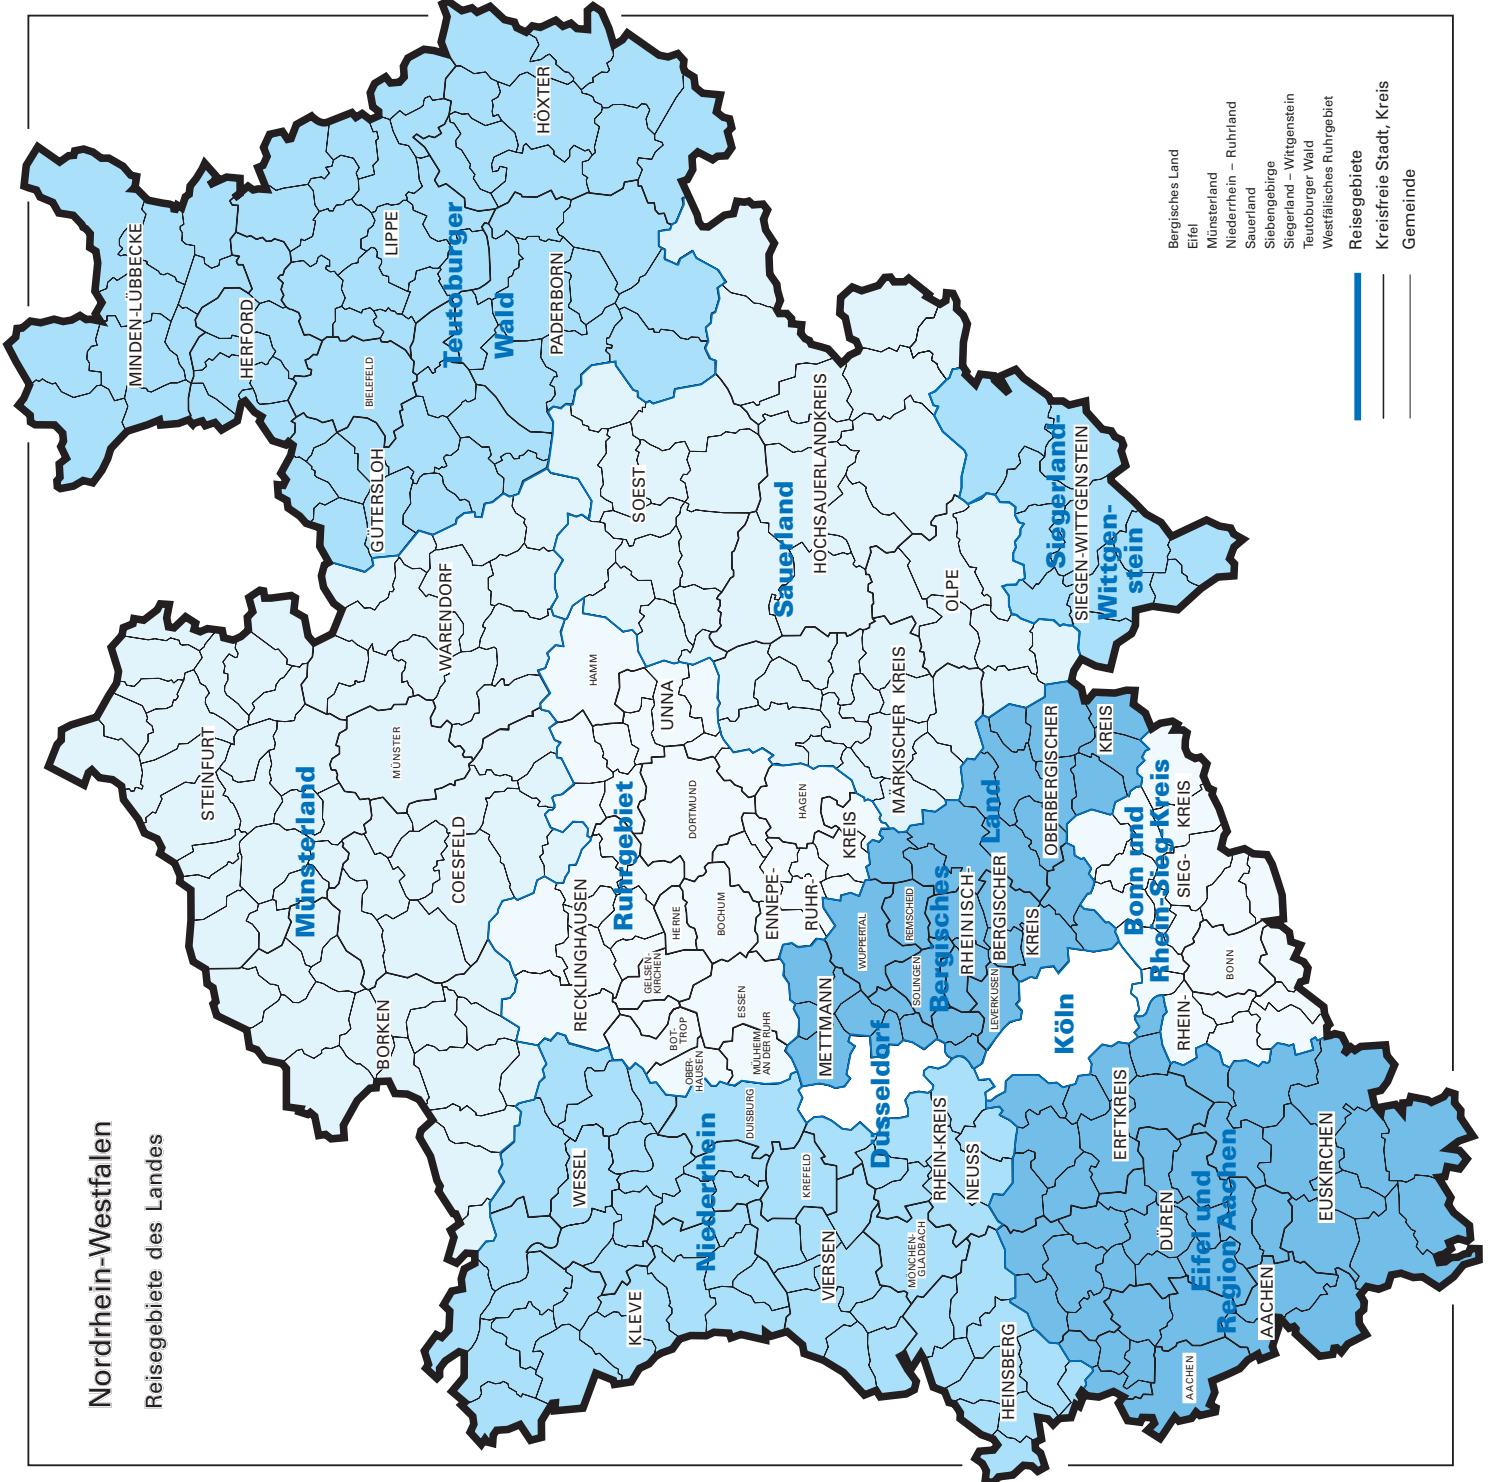 Nordrhein-Westfalen
Reisegebiete des Landes
STEINFURT
Münsterland
BORKEN
COESFELD
MÜNSTER
WARENDORF
MINDEN-LÜBBECKE
HERFORD
BIELEFELD
GÜTERSLOH
LIPPE
Teutoburger
Wald
PADERBORN
HÖXTER
KLEVE
WESEL
Niederrhein
DUISBURG
KREFELD
VIERSEN
MÖNCHEN-
GLADBACH
RHEIN-KREIS
NEUSS
HEINSBERG
RECKLINGHAUSEN
Ruhrgebiet
BOT-
TROP
OBER-
HAUSEN
GELSEN-
KIRCHEN
HERNE
ESSEN
MÜLHEIM
AN DER RUHR
BOCHUM
DORTMUND
HAMM
UNNA
HAGEN
ENNEPE-
RUHR-
KREIS
SOEST
Sauerland
HOCHSAUERLANDKREIS
MÄRKISCHER KREIS
OLPE
Siegerland-
SIEGEN-WITTGENSTEIN
Wittgen-
stein
METTMANN
Düsseldorf
WUPPERTAL
REMSCHEID
SOLINGEN
Bergisches
Land
RHEINISCH-
BERGISCHER
KREIS
LEVERKUSEN
OBERBERGISCHER
KREIS
Köln
Bonn und
Rhein-Sieg-Kreis
RHEIN-
SIEG-
KREIS
BONN
ERFTKREIS
DÜREN
Eifel und
Region Aachen
AACHEN
AACHEN
EUSKIRCHEN
Bergisches Land
Eifel
Münsterland
Niederrhein – Ruhrland
Sauerland
Siebengebirge
Siegerland – Wittgenstein
Teutoburger Wald
Westfälisches Ruhrgebiet
Reisegebiete
Kreisfreie Stadt, Kreis
Gemeinde